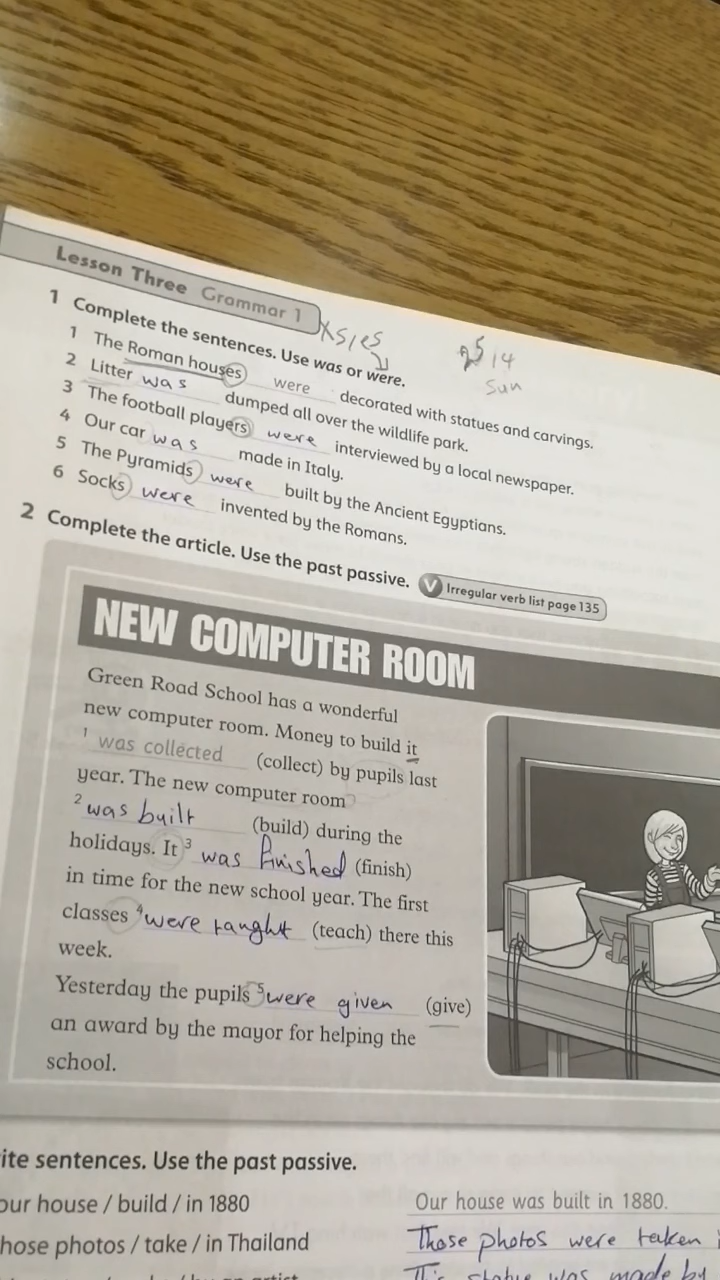 Lesson Three Grammar 1
s/es
14
Sun
1 Complete the sentences. Use was or were.
1 The Roman houses were decorated with statues and carvings.
2 Litter was dumped all over the wildlife park.
3 The football players were interviewed by a local newspaper.
4 Our car was made in Italy.
5 The Pyramids were built by the Ancient Egyptians.
6 Socks were invented by the Romans.
2 Complete the article. Use the past passive. V Irregular verb list page 135
NEW COMPUTER ROOM
Green Road School has a wonderful
new computer room. Money to build it
1 was collected (collect) by pupils last
year. The new computer room
2 was built (build) during the
holidays. It 3 was finished (finish)
in time for the new school year. The first
classes 4 were taught (teach) there this
week.
Yesterday the pupils 5 were given (give)
an award by the mayor for helping the
school.
ite sentences. Use the past passive.
our house / build / in 1880 Our house was built in 1880.
hose photos / take / in Thailand Those photos were taken
statue was made by